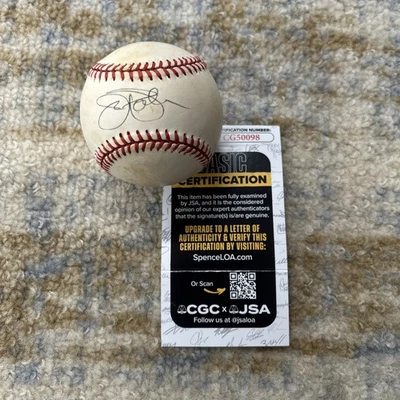 CERTIFICATION NUMBER:
CG50098
BASIC
CERTIFICATION
This item has been fully examined
by JSA, and it is the considered
opinion of our expert authenticators
that the signature(s) is/are genuine.
UPGRADE TO A LETTER OF
AUTHENTICITY & VERIFY THIS
CERTIFICATION BY VISITING:
SpenceLOA.com
Or Scan
CGC x JSA
Follow us at @jsaloa